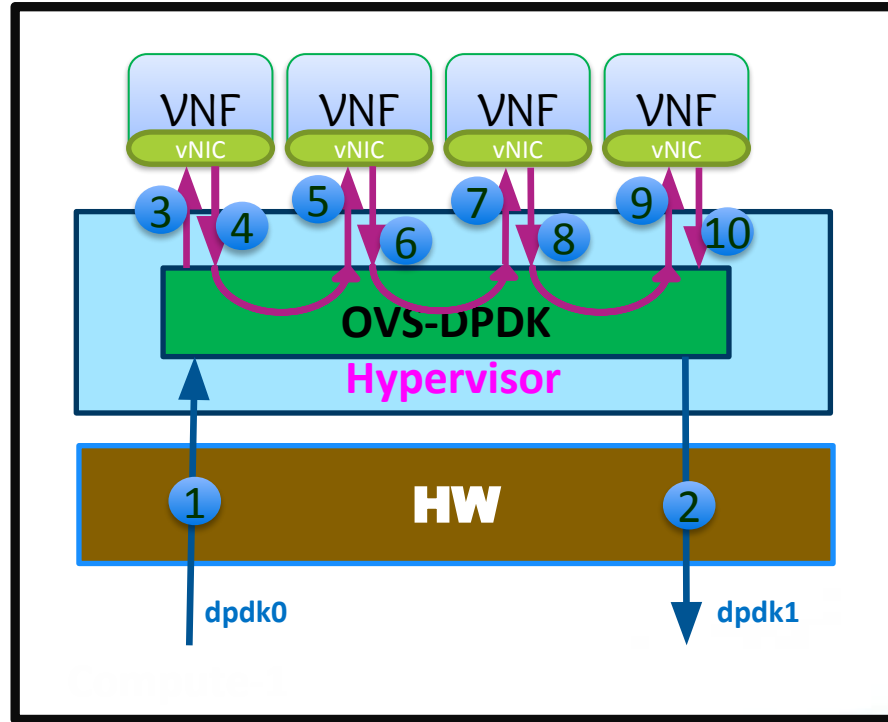 VNF VNF VNF VNF
vNIC vNIC vNIC vNIC
3 4 5 6 7 8 9 10
OVS-DPDK
Hypervisor
1 HW 2
dpdk0 dpdk1